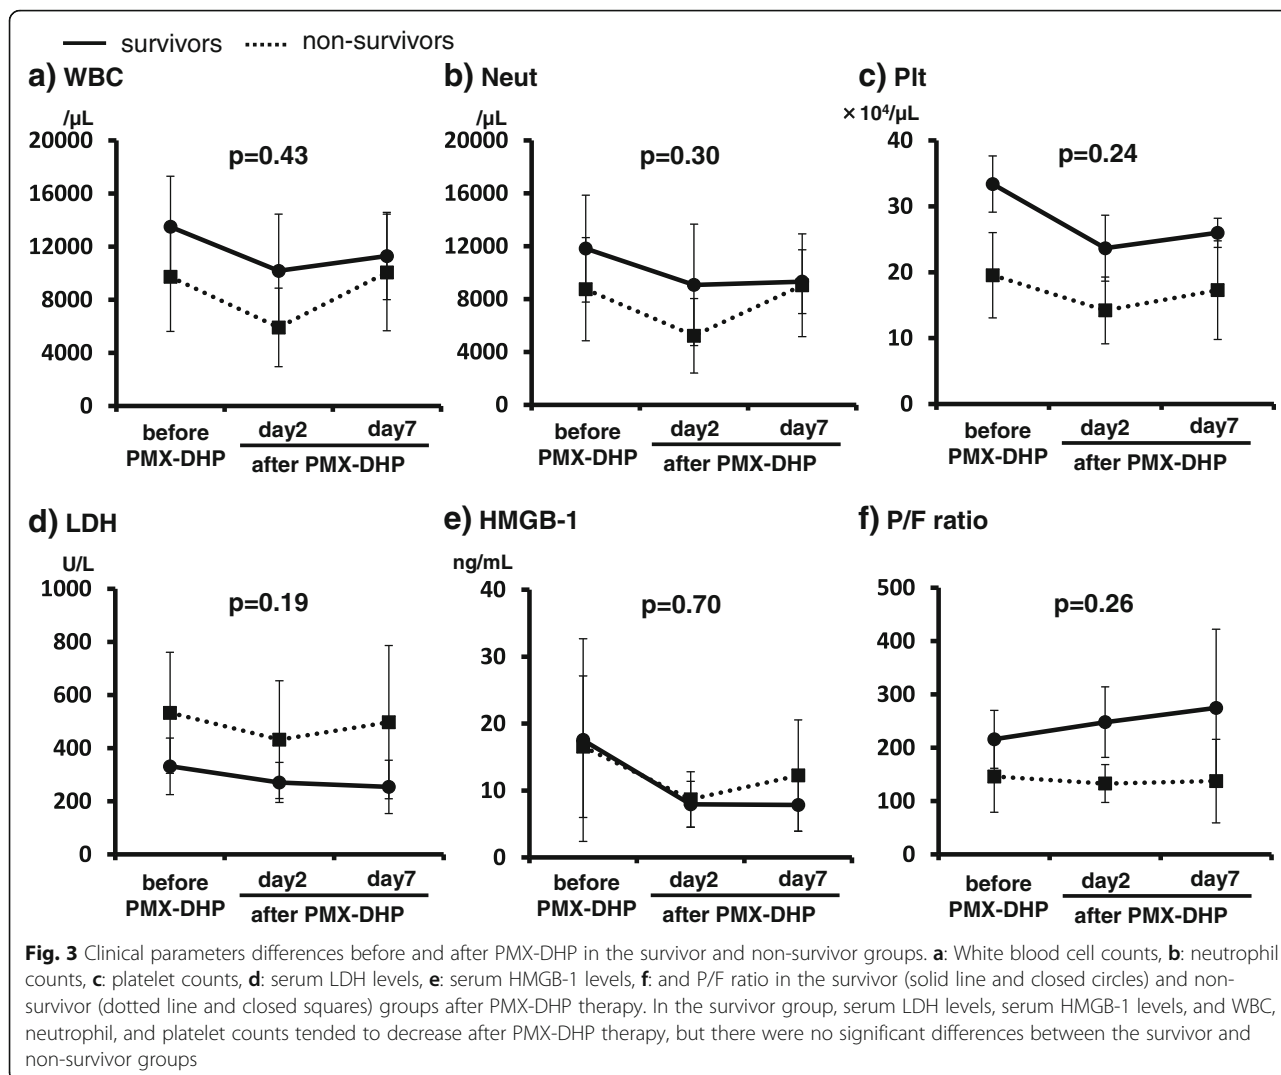 survivors non-survivors
a) WBC
/µL
20000
16000
12000
8000
4000
0
p=0.43
before
PMX-DHP
day2 day7
after PMX-DHP
b) Neut
/µL
20000
16000
12000
8000
4000
0
p=0.30
before
PMX-DHP
day2 day7
after PMX-DHP
c) Plt
× 10⁴/µL
40
30
20
10
0
p=0.24
before
PMX-DHP
day2 day7
after PMX-DHP
d) LDH
U/L
1000
800
600
400
200
0
p=0.19
before
PMX-DHP
day2 day7
after PMX-DHP
e) HMGB-1
ng/mL
40
30
20
10
0
p=0.70
before
PMX-DHP
day2 day7
after PMX-DHP
f) P/F ratio
500
400
300
200
100
0
p=0.26
before
PMX-DHP
day2 day7
after PMX-DHP
Fig. 3 Clinical parameters differences before and after PMX-DHP in the survivor and non-survivor groups. a: White blood cell counts, b: neutrophil
counts, c: platelet counts, d: serum LDH levels, e: serum HMGB-1 levels, f: and P/F ratio in the survivor (solid line and closed circles) and non-
survivor (dotted line and closed squares) groups after PMX-DHP therapy. In the survivor group, serum LDH levels, serum HMGB-1 levels, and WBC,
neutrophil, and platelet counts tended to decrease after PMX-DHP therapy, but there were no significant differences between the survivor and
non-survivor groups